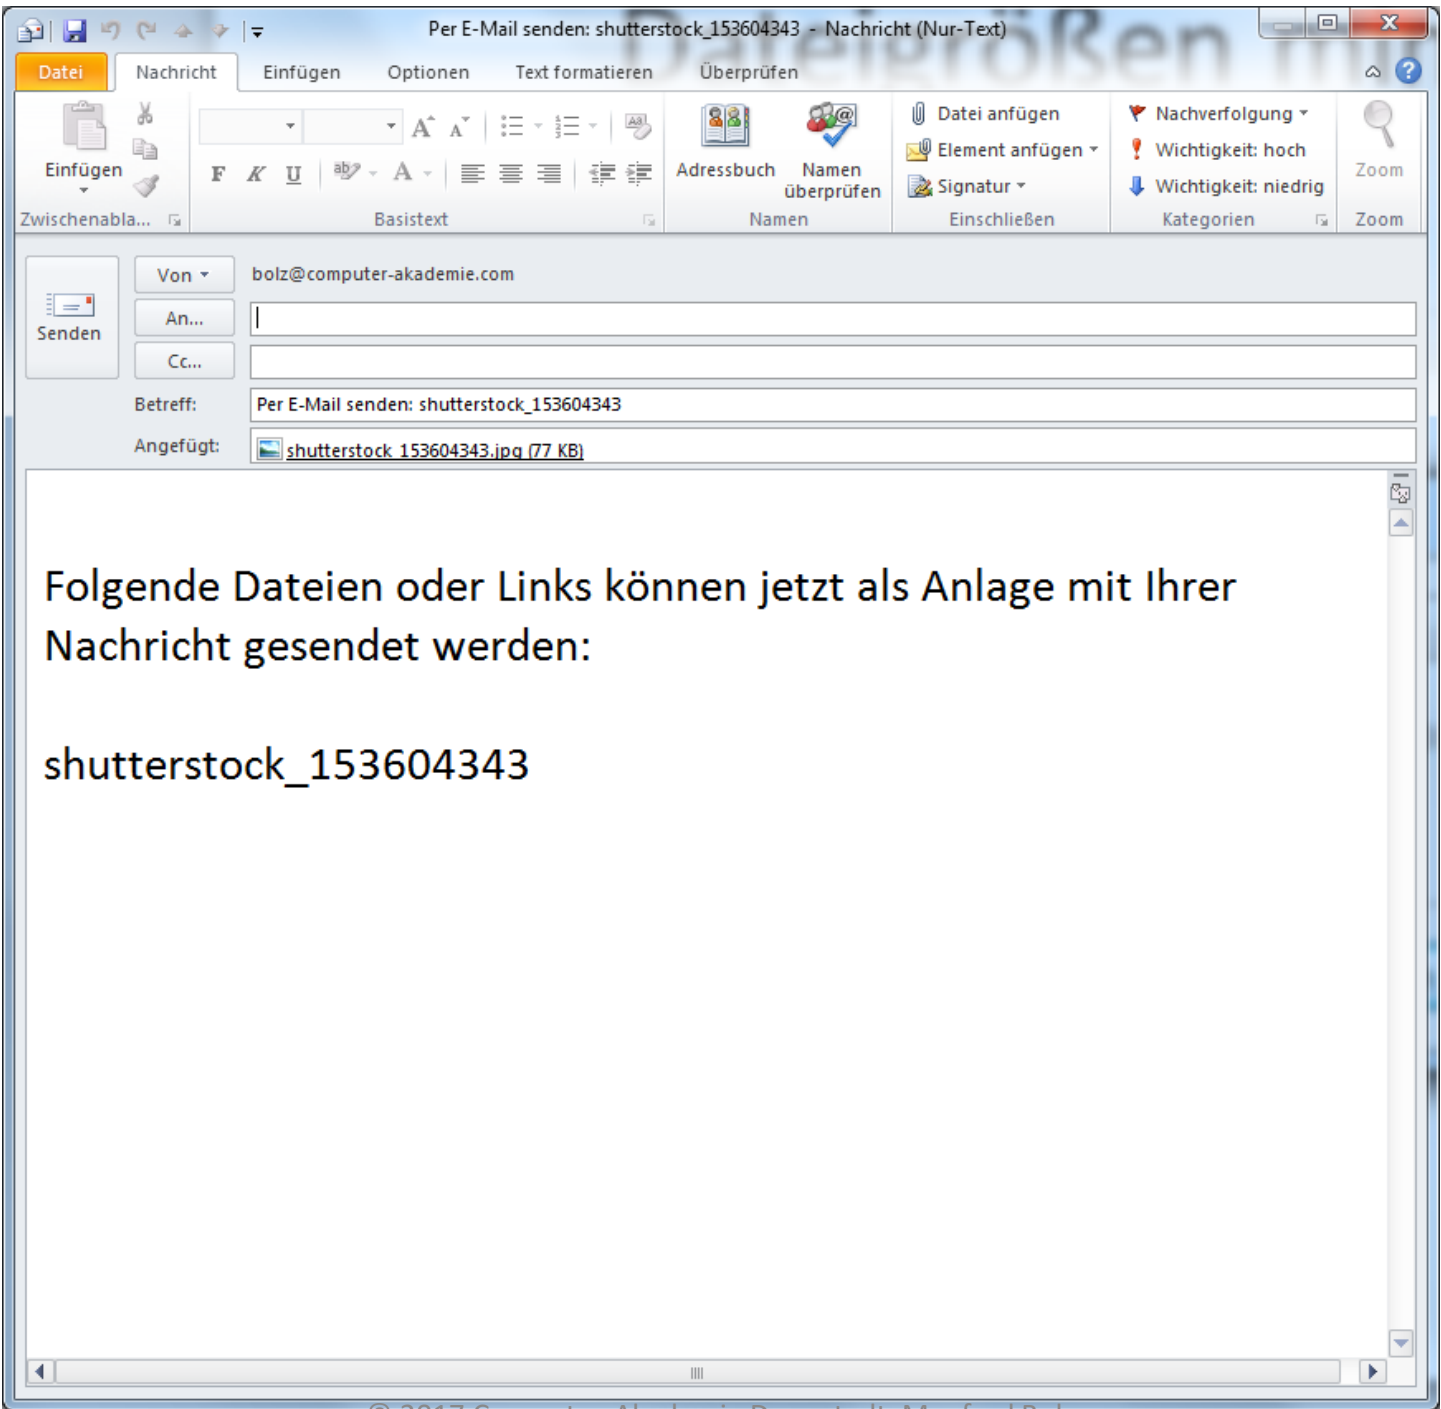 Dateigrößen
Per E-Mail senden: shutterstock_153604343 - Nachricht (Nur-Text)
Datei Nachricht Einfügen Optionen Text formatieren Überprüfen
Einfügen
F K U
Adressbuch
Namen
überprüfen
Datei anfügen
Element anfügen
Signatur
Nachverfolgung
Wichtigkeit: hoch
Wichtigkeit: niedrig
Zoom
Zwischenabla... Basistext Namen Einschließen Kategorien Zoom
Senden
Von bolz@computer-akademie.com
An...
Cc...
Betreff: Per E-Mail senden: shutterstock_153604343
Angefügt: shutterstock_153604343.jpg (77 KB)
Folgende Dateien oder Links können jetzt als Anlage mit Ihrer
Nachricht gesendet werden:
shutterstock_153604343